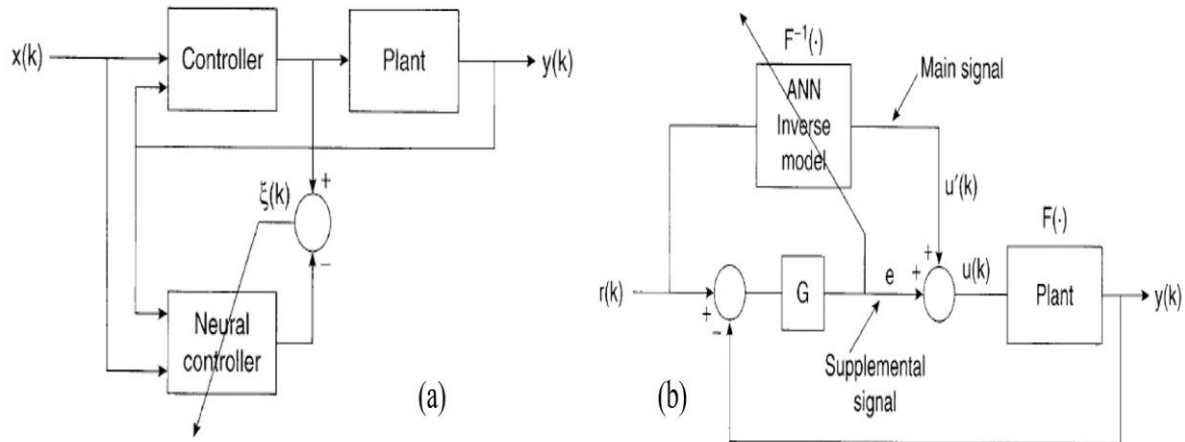 x(k)
Controller
Plant
y(k)
ξ(k)
+
−
Neural
controller
(a)
F⁻¹(·)
ANN
Inverse
model
Main signal
u′(k)
F(·)
r(k)
+
−
G
e
+
+
u(k)
Plant
y(k)
Supplemental
signal
(b)